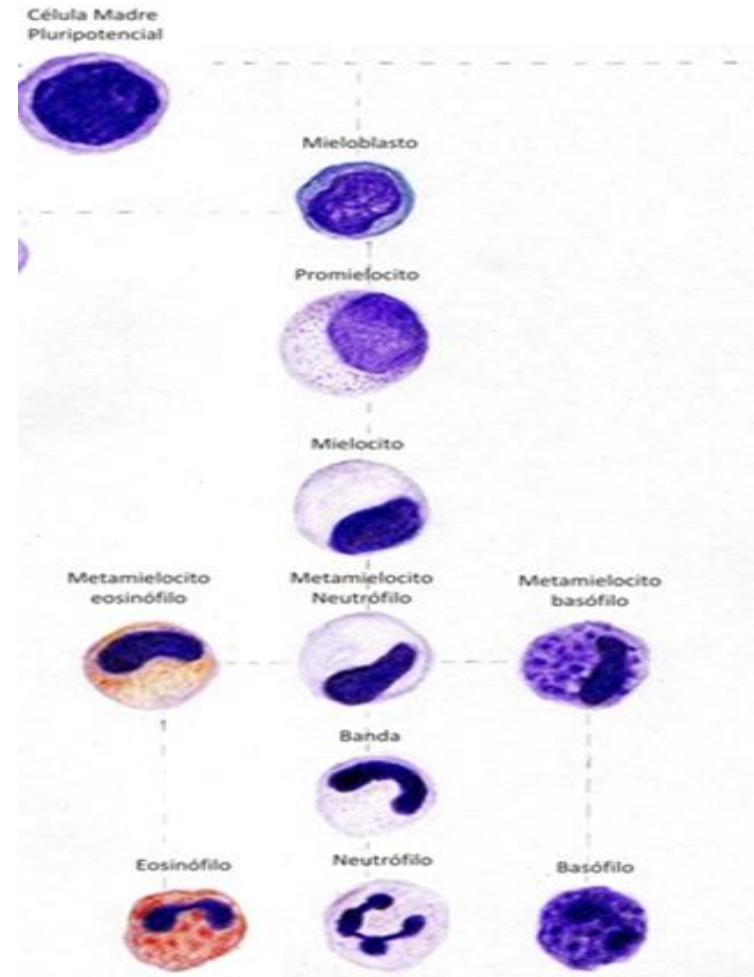 Célula Madre
Pluripotencial
Mieloblasto
Promielocito
Mielocito
Metamielocito
eosinófilo
Metamielocito
Neutrófilo
Metamielocito
basófilo
Banda
Eosinófilo
Neutrófilo
Basófilo